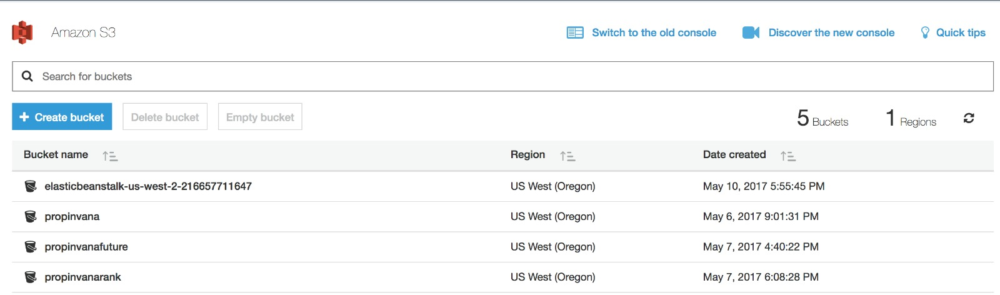 Amazon S3 Switch to the old console Discover the new console Quick tips
Search for buckets
Create bucket Delete bucket Empty bucket 5 Buckets 1 Regions
Bucket name Region Date created
elasticbeanstalk-us-west-2-216657711647 US West (Oregon) May 10, 2017 5:55:45 PM
propinvana US West (Oregon) May 6, 2017 9:01:31 PM
propinvanafuture US West (Oregon) May 7, 2017 4:40:22 PM
propinvanarank US West (Oregon) May 7, 2017 6:08:28 PM